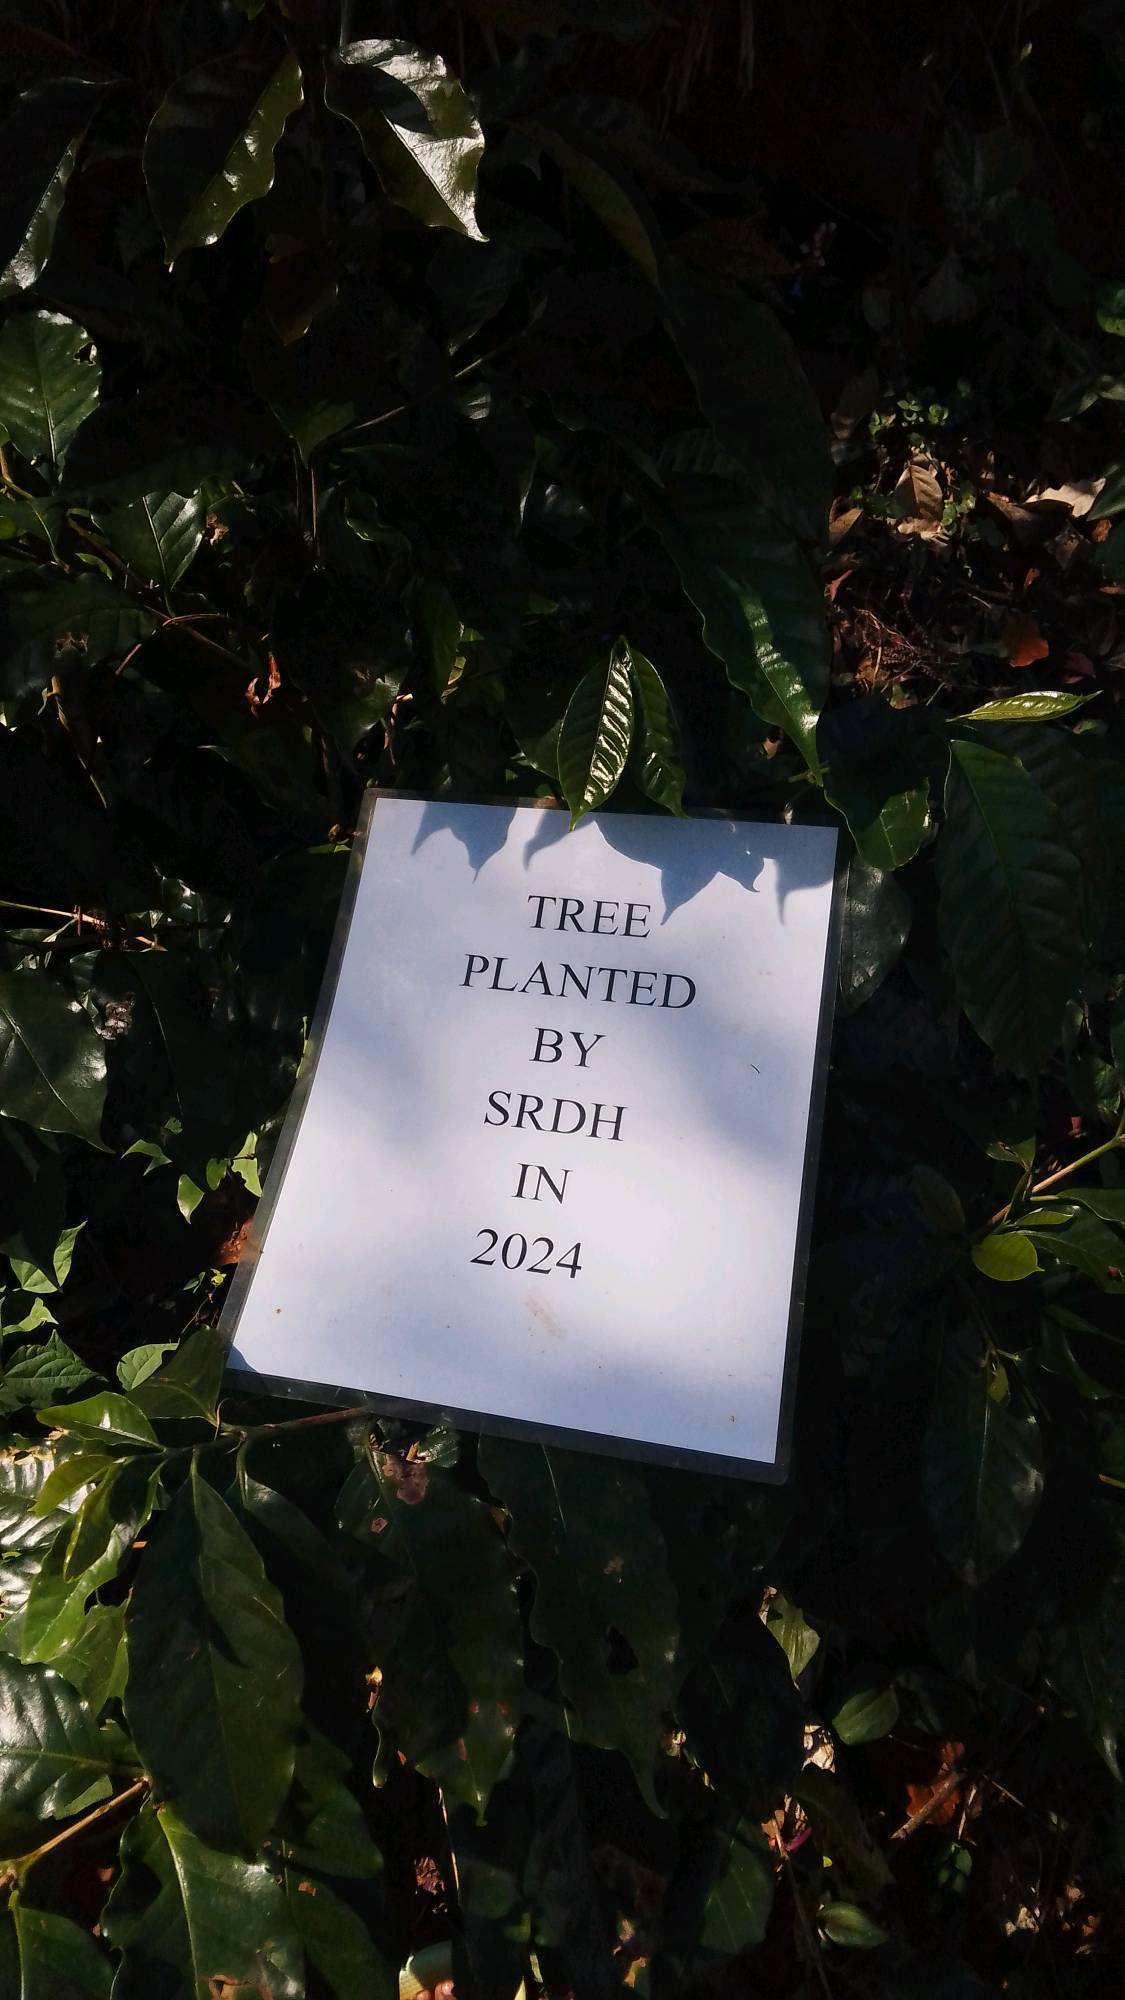 TREE
PLANTED
BY
SRDH
IN
2024